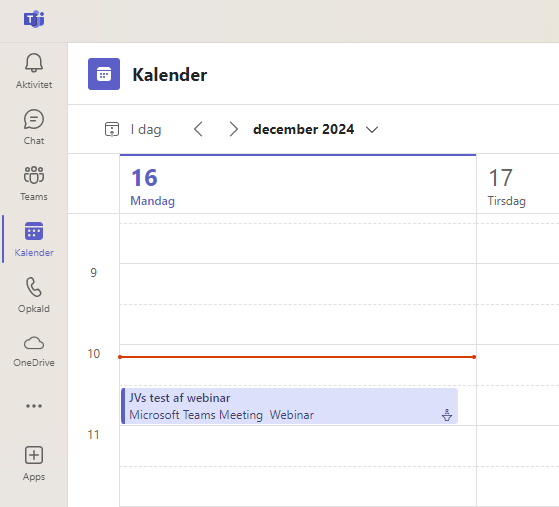 Aktivitet
Chat
Teams
Kalender
Opkald
OneDrive
Apps
Kalender
I dag
december 2024
16
Mandag
17
Tirsdag
9
10
JVs test af webinar
Microsoft Teams Meeting Webinar
11